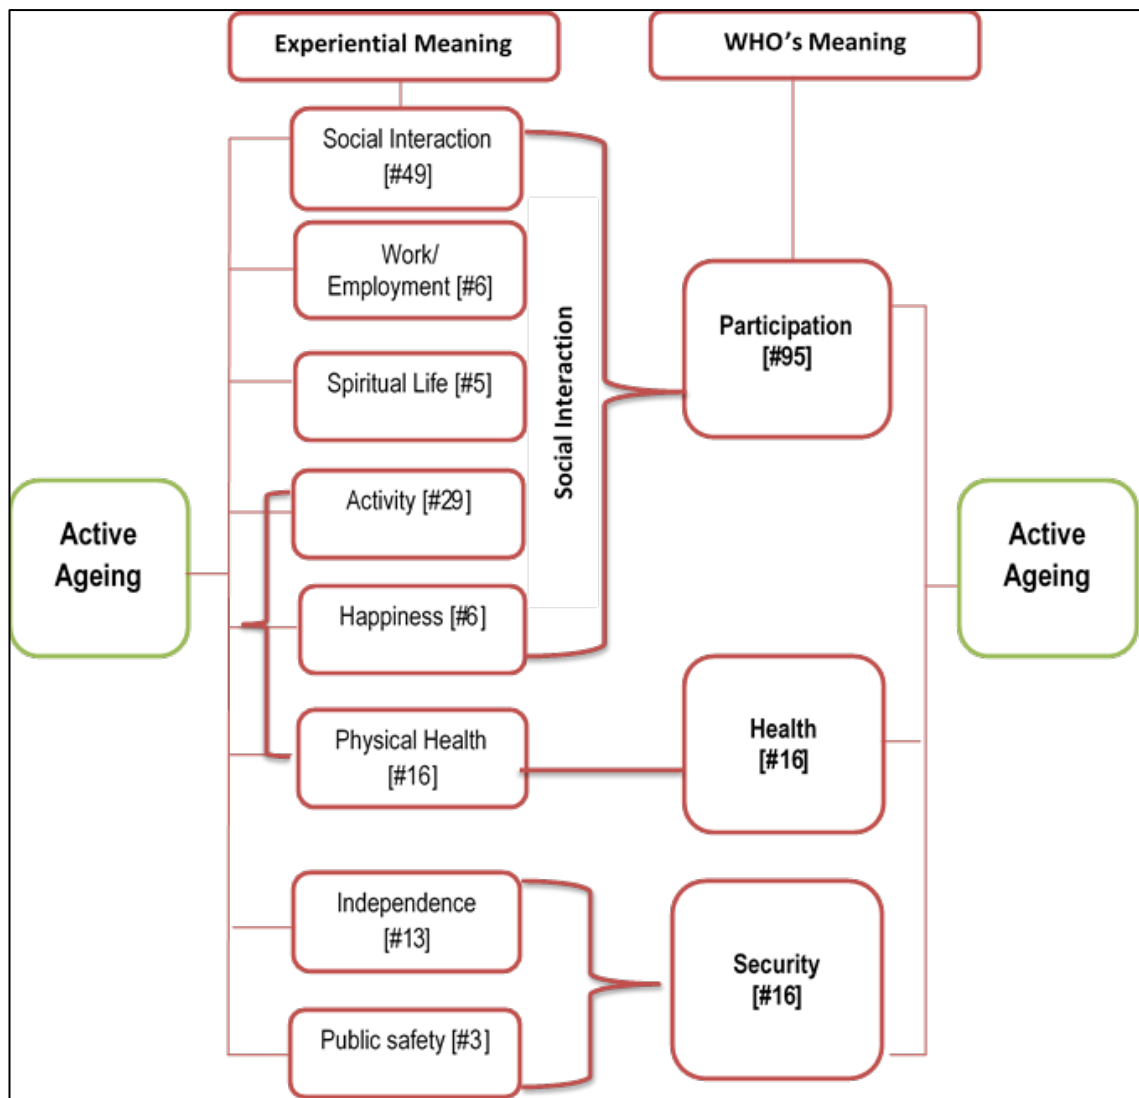 Experiential Meaning
WHO's Meaning
Social Interaction
[#49]
Work/
Employment [#6]
Spiritual Life [#5]
Activity [#29]
Happiness [#6]
Physical Health
[#16]
Independence
[#13]
Public safety [#3]
Social Interaction
Participation
[#95]
Health
[#16]
Security
[#16]
Active
Ageing
Active
Ageing